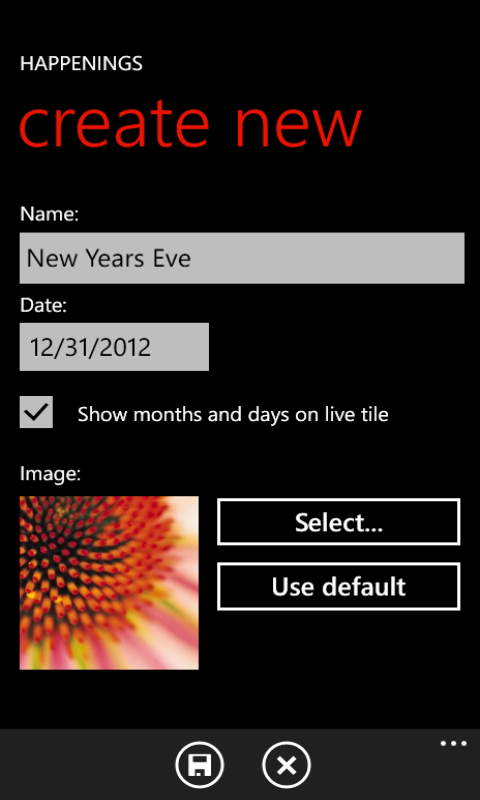 HAPPENINGS
create new
Name:
New Years Eve
Date:
12/31/2012
Show months and days on live tile
Image:
Select...
Use default